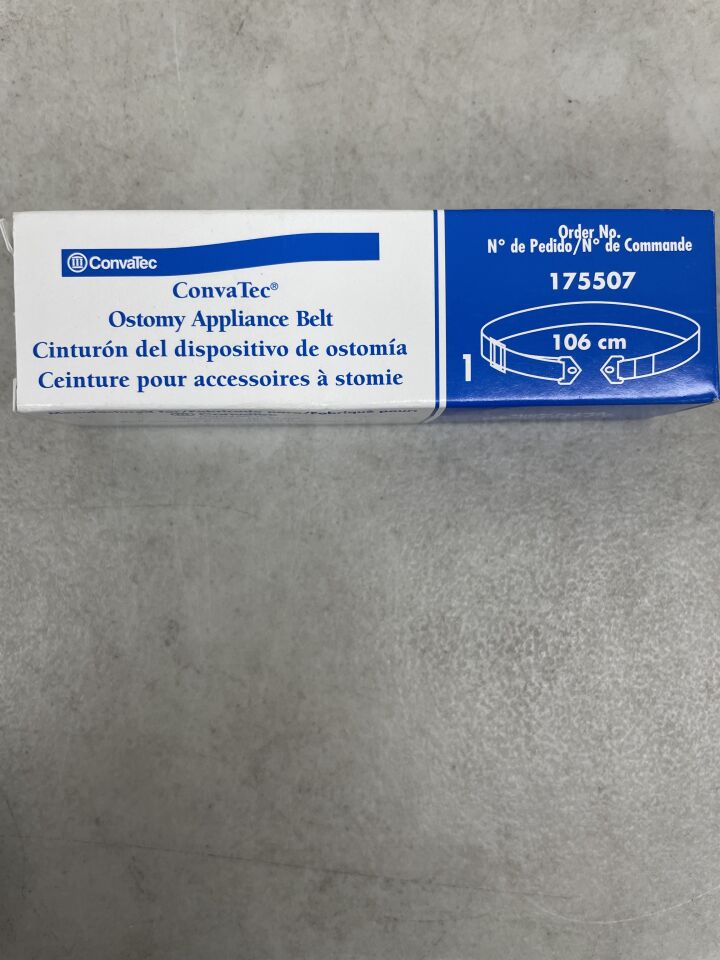 ConvaTec
ConvaTec®
Ostomy Appliance Belt
Cinturón del dispositivo de ostomía
Ceinture pour accessoires à stomie
Order No.
N° de Pedido/N° de Commande
175507
106 cm
1